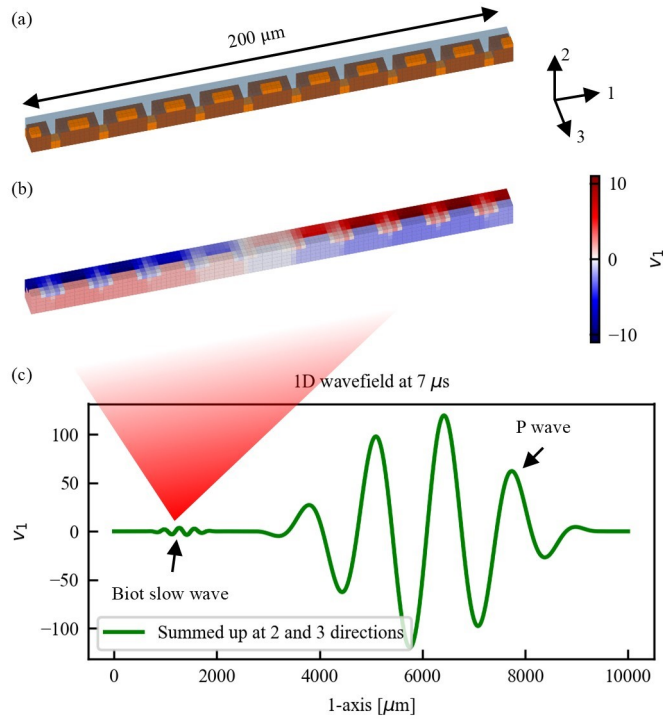 (a)
200 µm
2
1
3
(b)
10
0
−10
v₁
(c)
1D wavefield at 7 µs
100
50
0
−50
−100
v₁
P wave
Biot slow wave
Summed up at 2 and 3 directions
0 2000 4000 6000 8000 10000
1-axis [µm]